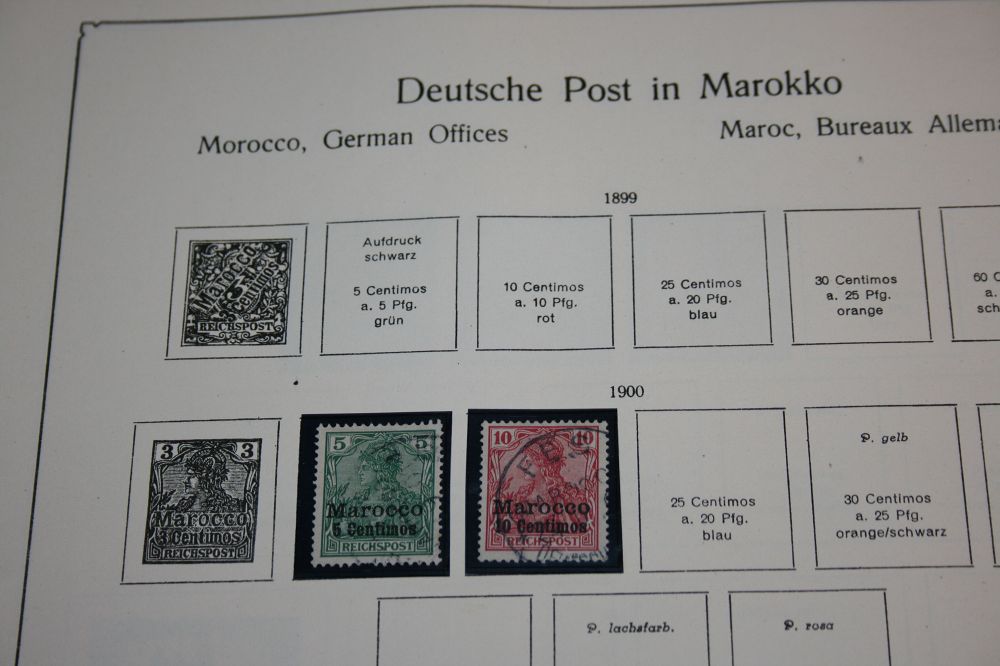 Deutsche Post in Marokko
Morocco, German Offices
Maroc, Bureaux Allema
1899
Marocco
3 Centimos
REICHSPOST
Aufdruck
schwarz
5 Centimos
a. 5 Pfg.
grün
10 Centimos
a. 10 Pfg.
rot
25 Centimos
a. 20 Pfg.
blau
30 Centimos
a. 25 Pfg.
orange
60 C
a.
sch
1900
3 3
Marocco
3 Centimos
5 5
Marocco
5 Centimos
REICHSPOST
10 10
FES
Marocco
10 Centimos
REICHSPOST
25 Centimos
a. 20 Pfg.
blau
P. gelb
30 Centimos
a. 25 Pfg.
orange/schwarz
P. lachsfarb.
P. rosa